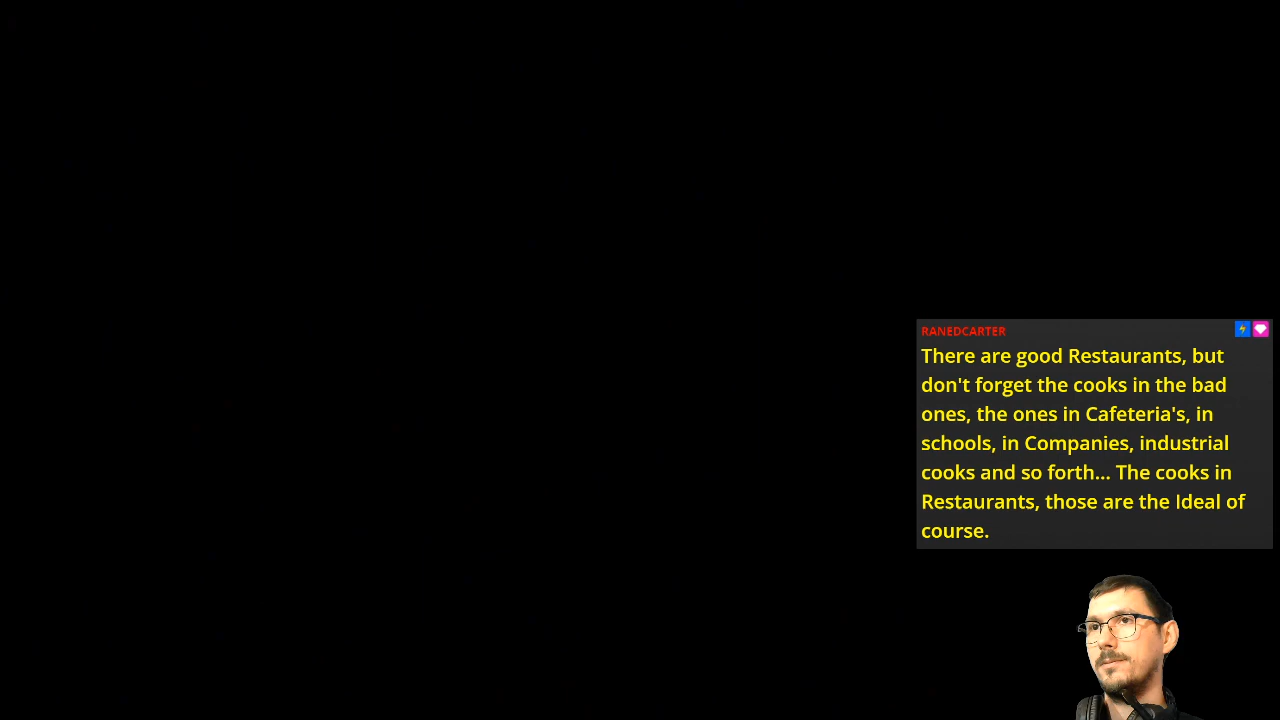 RANEDCARTER
There are good Restaurants, but
don't forget the cooks in the bad
ones, the ones in Cafeteria's, in
schools, in Companies, industrial
cooks and so forth... The cooks in
Restaurants, those are the Ideal of
course.